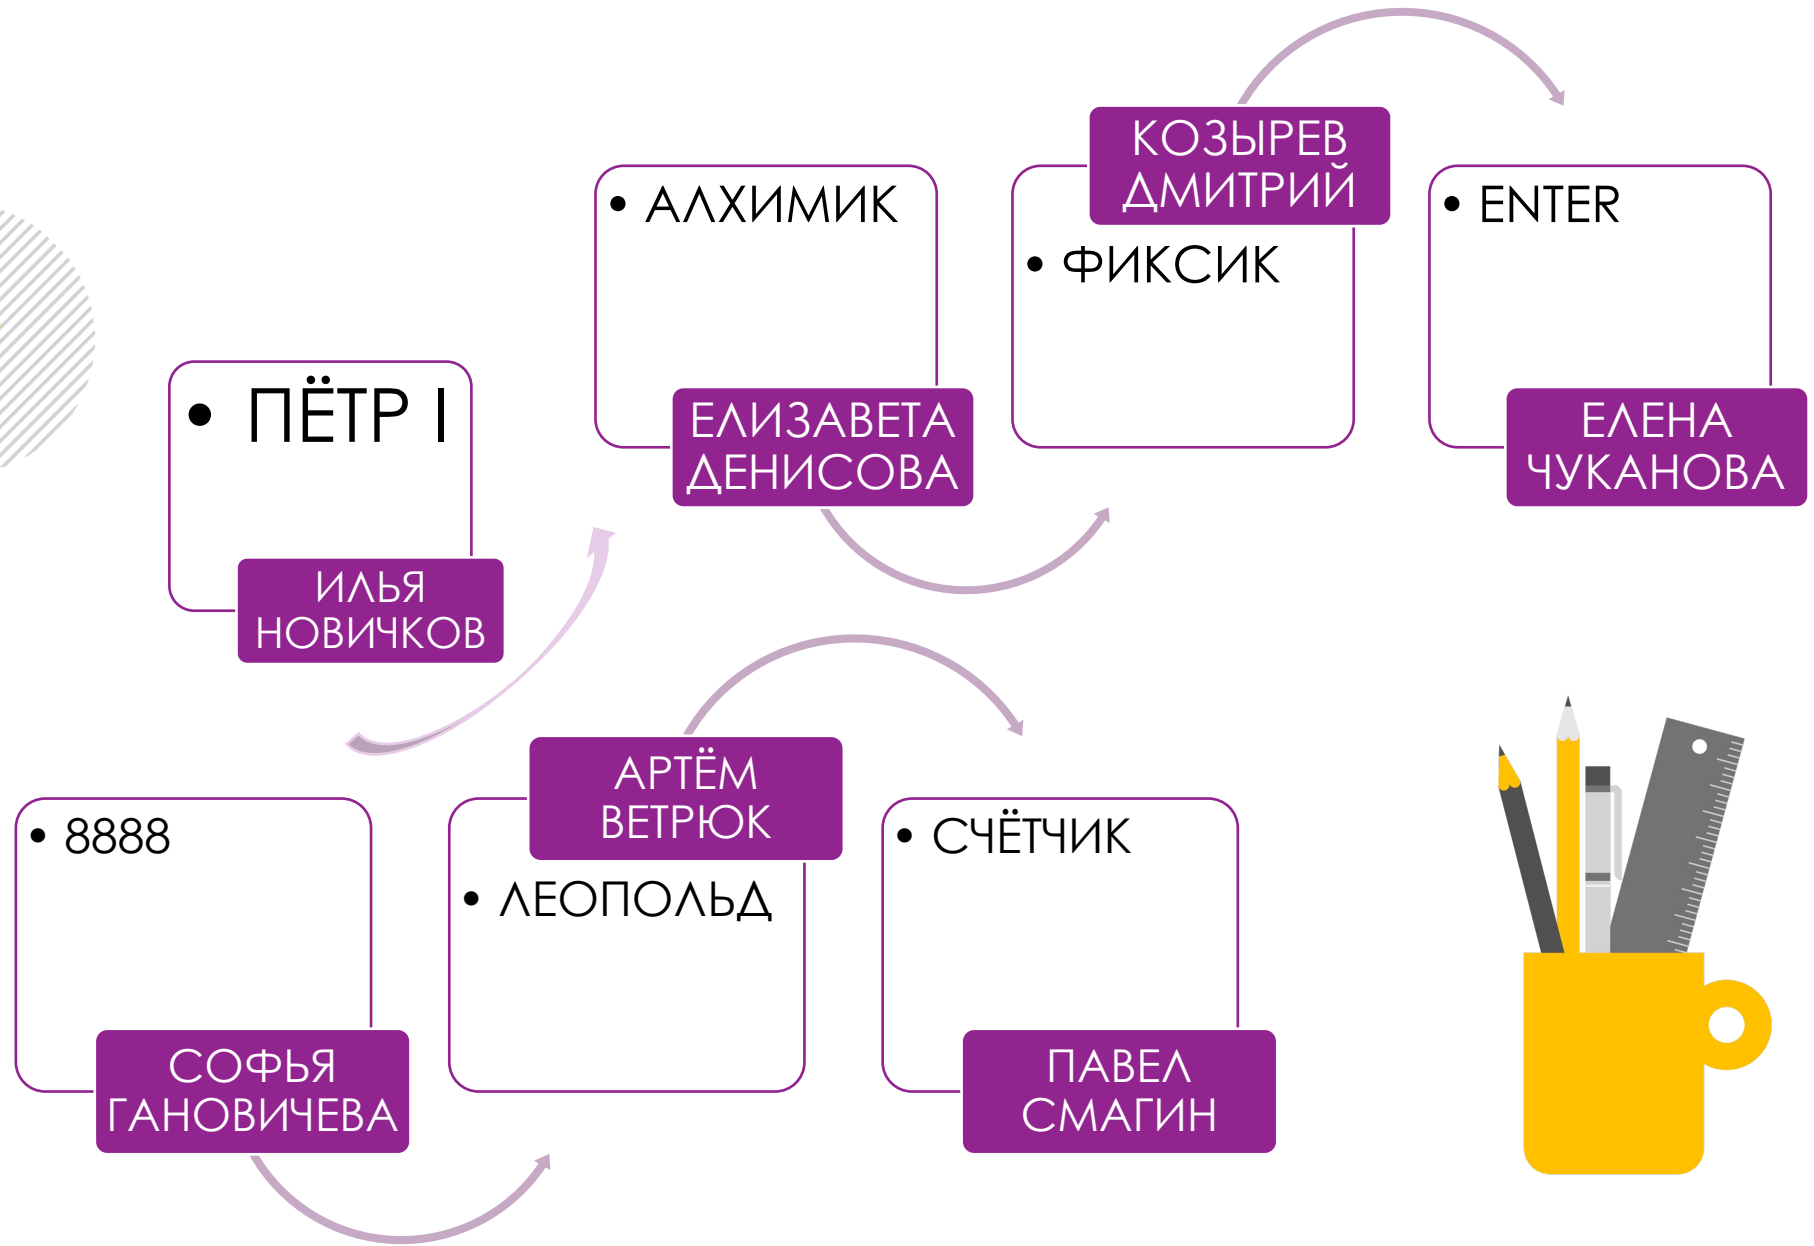 КОЗЫРЕВ
ДМИТРИЙ
• АЛХИМИК
• ФИКСИК
• ENTER
ЕЛИЗАВЕТА
ДЕНИСОВА
ЕЛЕНА
ЧУКАНОВА
• ПЁТР I
ИЛЬЯ
НОВИЧКОВ
АРТЁМ
ВЕТРЮК
• 8888
• ЛЕОПОЛЬД
• СЧЁТЧИК
СОФЬЯ
ГАНОВИЧЕВА
ПАВЕЛ
СМАГИН